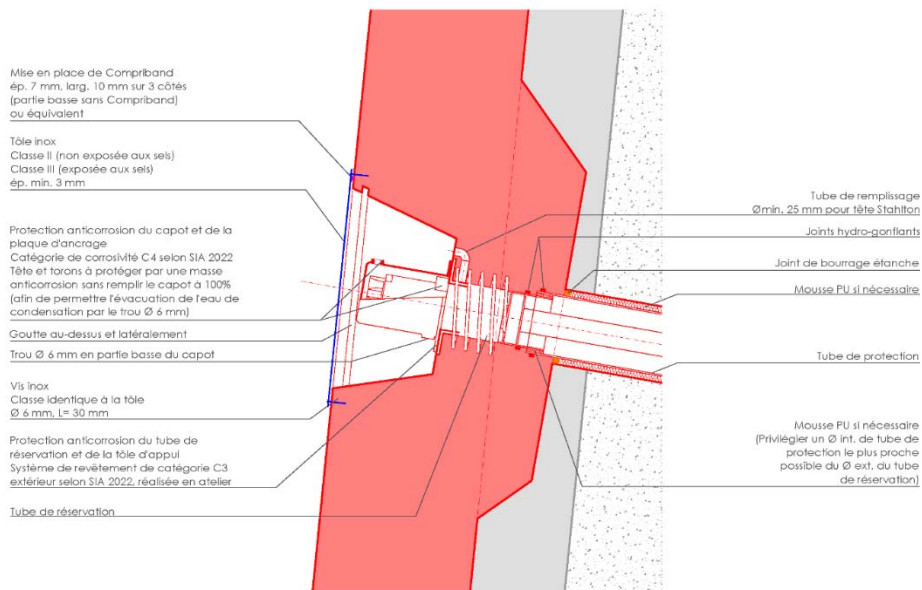 Mise en place de Compriband
ép. 7 mm, larg. 10 mm sur 3 côtés
(partie basse sans Compriband)
ou équivalent
Tôle inox
Classe II (non exposée aux sels)
Classe III (exposée aux sels)
ép. min. 3 mm
Protection anticorrosion du capot et de la
plaque d'ancrage
Catégorie de corrosivité C4 selon SIA 2022
Tête et torons à protéger par une masse
anticorrosion sans remplir le capot à 100%
(afin de permettre l'évacuation de l'eau de
condensation par le trou Ø 6 mm)
Goutte au-dessus et latéralement
Trou Ø 6 mm en partie basse du capot
Vis inox
Classe identique à la tôle
Ø 6 mm, L= 30 mm
Protection anticorrosion du tube de
réservation et de la tôle d'appui
Système de revêtement de catégorie C3
extérieur selon SIA 2022, réalisée en atelier
Tube de réservation
Tube de remplissage
Ømin. 25 mm pour tête Stahlton
Joints hydro-gonflants
Joint de bourrage étanche
Mousse PU si nécessaire
Tube de protection
Mousse PU si nécessaire
(Privilégier un Ø int. de tube de
protection le plus proche
possible du Ø ext. du tube
de réservation)